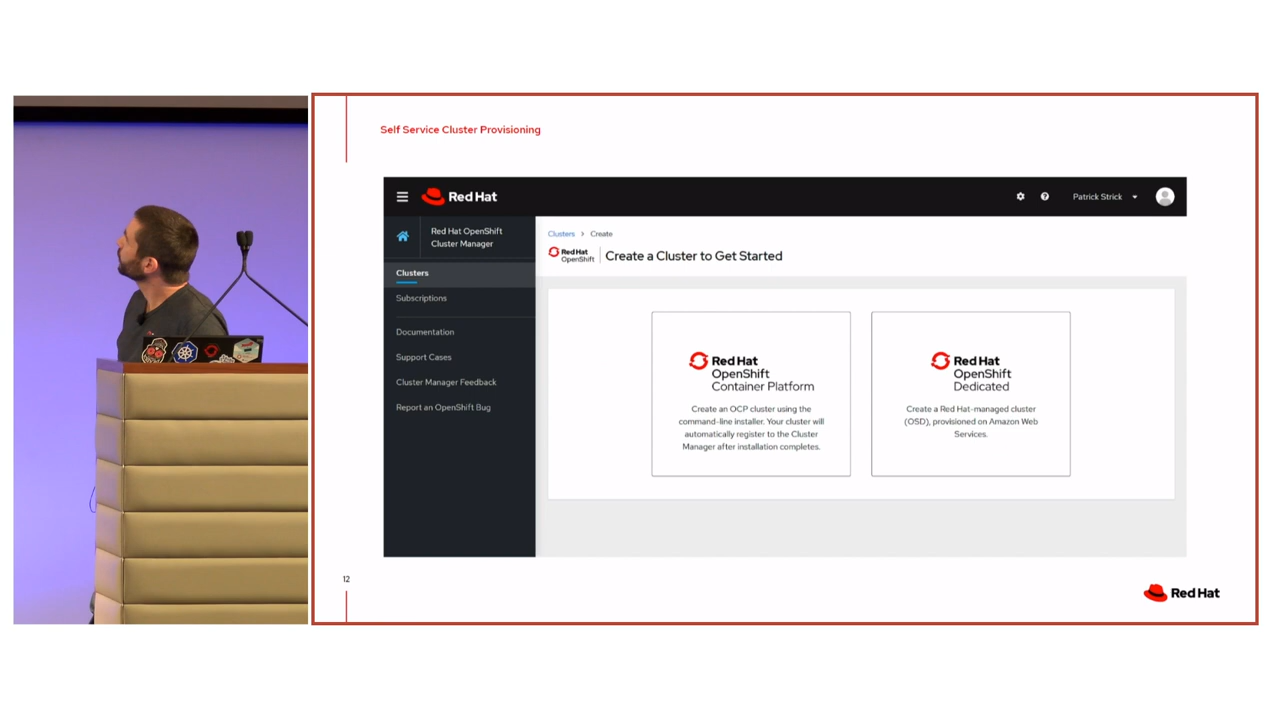 Self Service Cluster Provisioning
Red Hat
Patrick Strick
Red Hat OpenShift
Cluster Manager
Clusters
Subscriptions
Documentation
Support Cases
Cluster Manager Feedback
Report an OpenShift Bug
Clusters > Create
Red Hat
OpenShift
Create a Cluster to Get Started
Red Hat
OpenShift
Container Platform
Create an OCP cluster using the
command-line installer. Your cluster will
automatically register to the Cluster
Manager after installation completes.
Red Hat
OpenShift
Dedicated
Create a Red Hat-managed cluster
(OSD), provisioned on Amazon Web
Services.
12
Red Hat